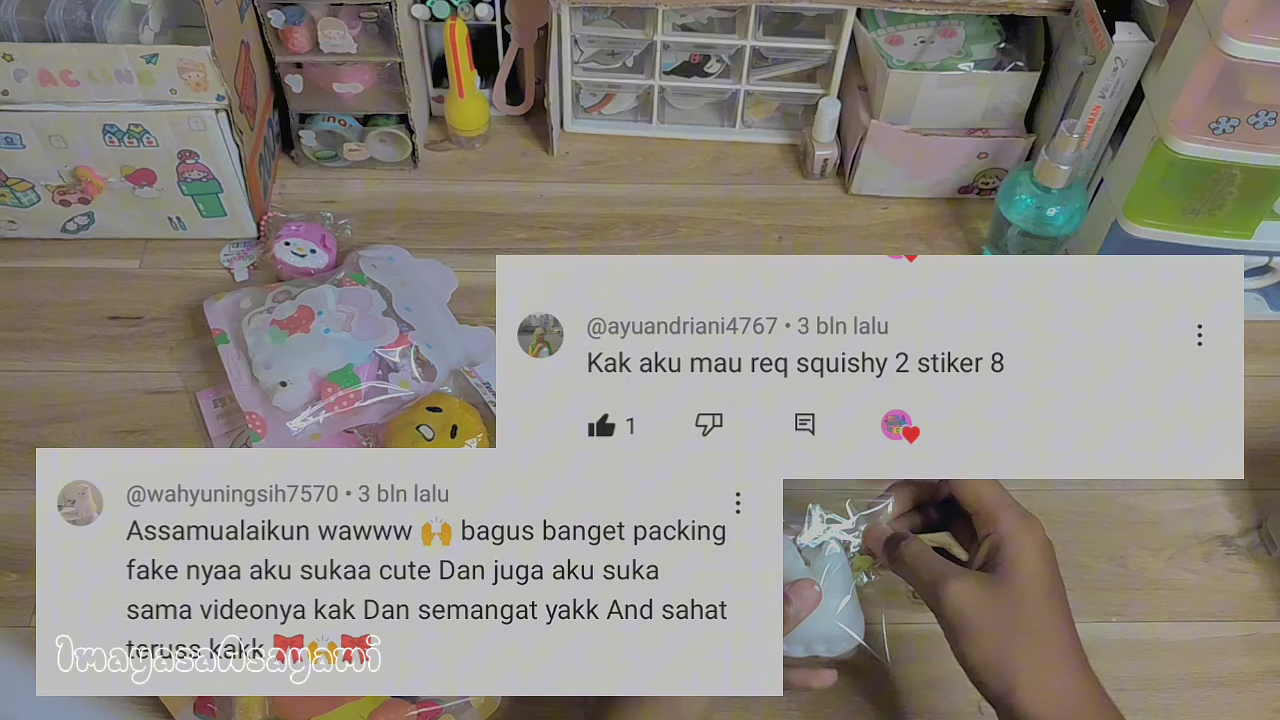 PACUNE
@ayuandriani4767 • 3 bln lalu
Kak aku mau req squishy 2 stiker 8
1
@wahyuningsih7570 • 3 bln lalu
Assamualaikun wawww 🙌 bagus banget packing
fake nyaa aku sukaa cute Dan juga aku suka
sama videonya kak Dan semangat yakk And sahat
teruss kakk 🎀🙌🎀